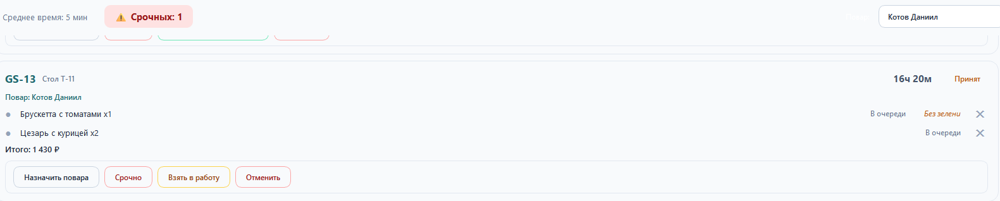 Среднее время: 5 мин
Срочных: 1
Котов Даниил
GS-13 Стол T-11
16ч 20м Принят
Повар: Котов Даниил
Брускетта с томатами x1 В очереди Без зелени
Цезарь с курицей x2 В очереди
Итого: 1 430 ₽
Назначить повара Срочно Взять в работу Отменить